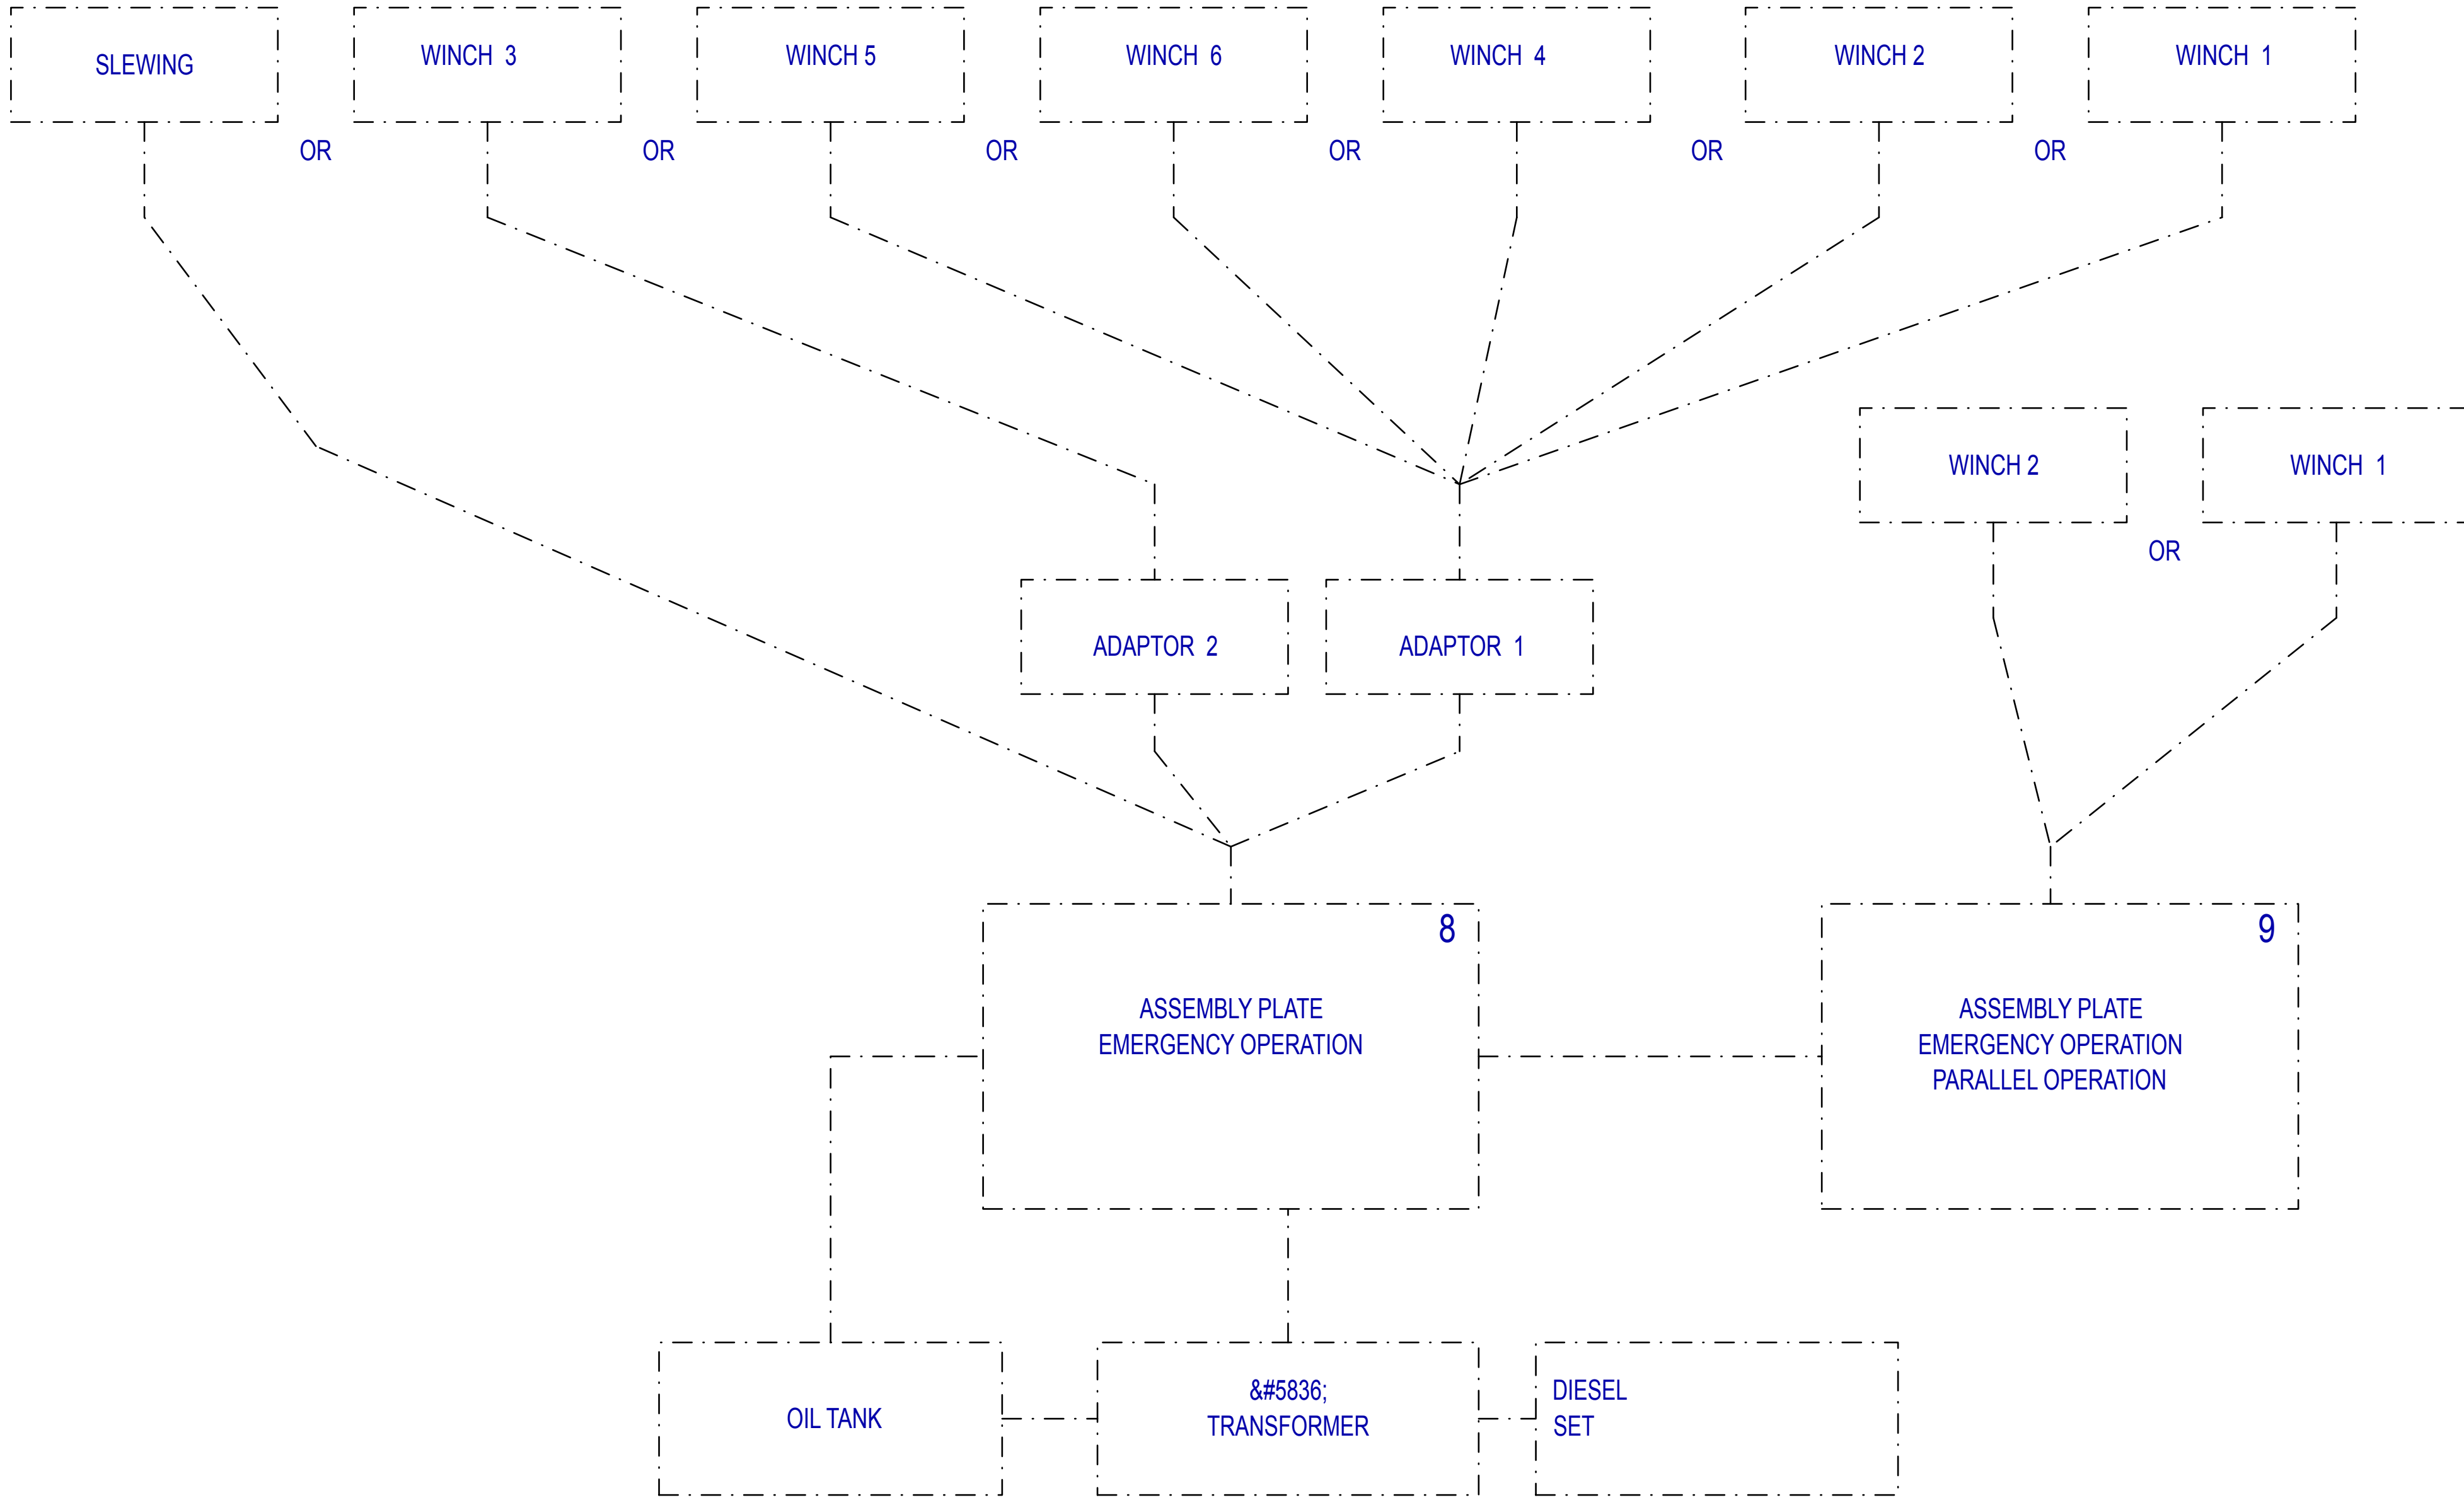 SLEWING
WINCH 3
WINCH 5
WINCH 6
WINCH 4
WINCH 2
WINCH 1
OR
OR
OR
OR
OR
OR
WINCH 2
WINCH 1
OR
ADAPTOR 2
ADAPTOR 1
8
ASSEMBLY PLATE
EMERGENCY OPERATION
9
ASSEMBLY PLATE
EMERGENCY OPERATION
PARALLEL OPERATION
OIL TANK
&#5836;
TRANSFORMER
DIESEL
SET